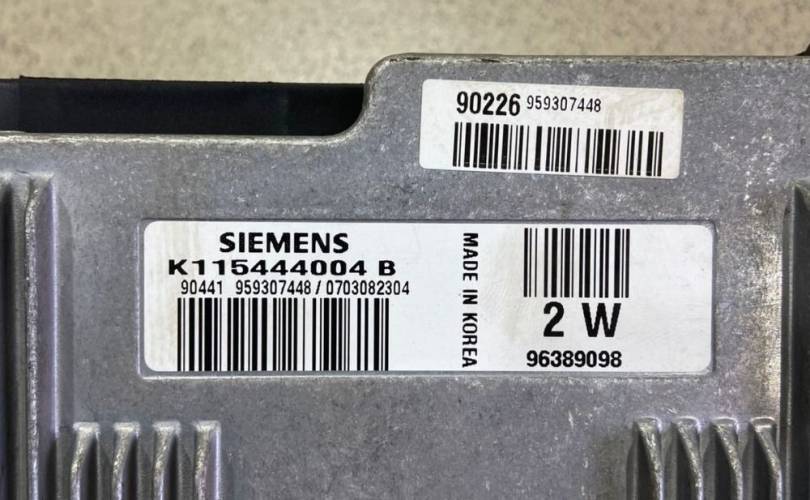 90226 959307448
SIEMENS
K115444004 B
90441 959307448 / 0703082304
MADE IN KOREA
2 W
96389098